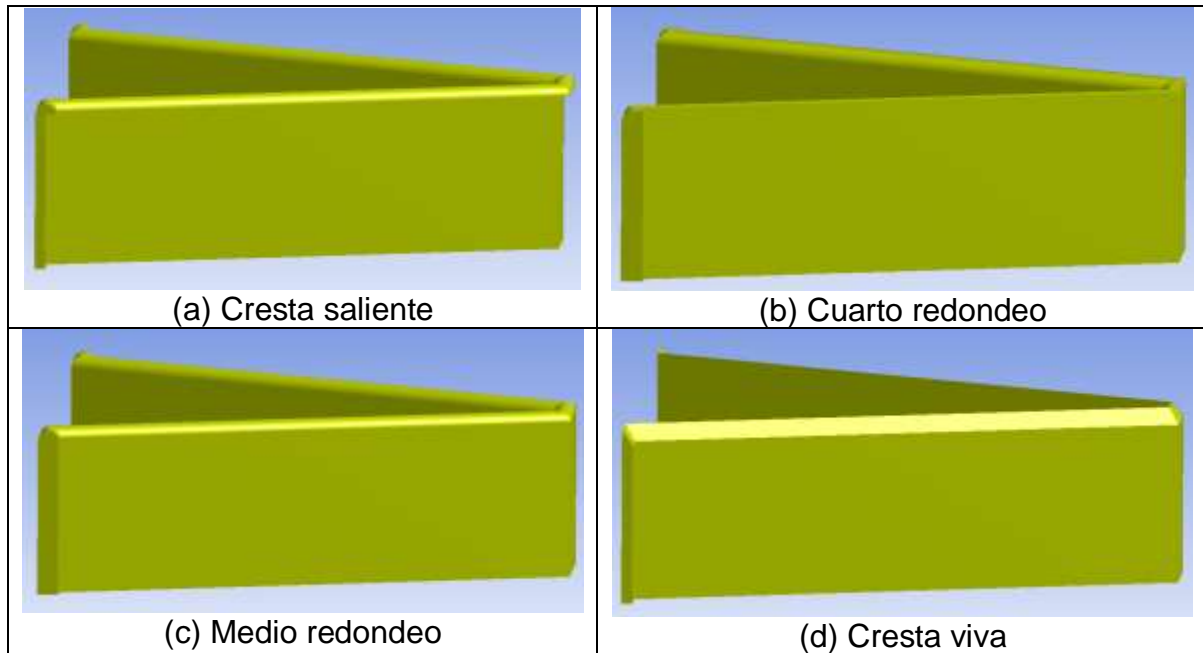 (a) Cresta saliente
(b) Cuarto redondeo
(c) Medio redondeo
(d) Cresta viva